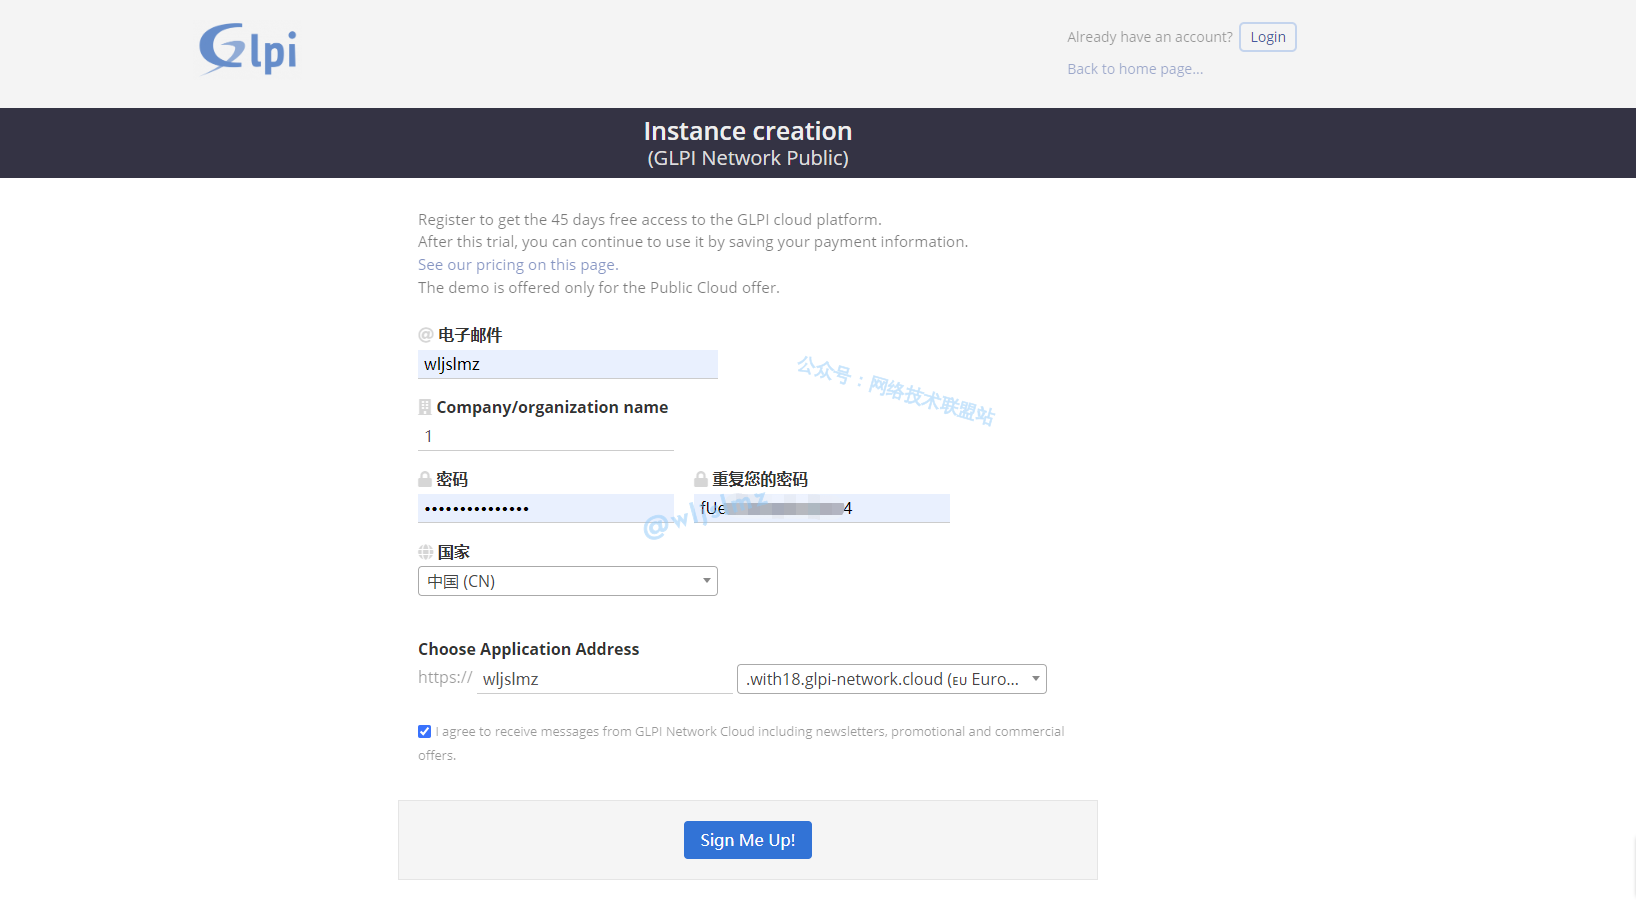 Glpi
Already have an account? Login
Back to home page...
Instance creation
(GLPI Network Public)
Register to get the 45 days free access to the GLPI cloud platform.
After this trial, you can continue to use it by saving your payment information.
See our pricing on this page.
The demo is offered only for the Public Cloud offer.
@ 电子邮件
wljslmz
公众号：网络技术联盟站
Company/organization name
1
密码
重复您的密码
•••••••••••••••
fUe 4
@wljslmz
国家
中国 (CN)
Choose Application Address
https:// wljslmz .with18.glpi-network.cloud (EU Euro...
I agree to receive messages from GLPI Network Cloud including newsletters, promotional and commercial
offers.
Sign Me Up!